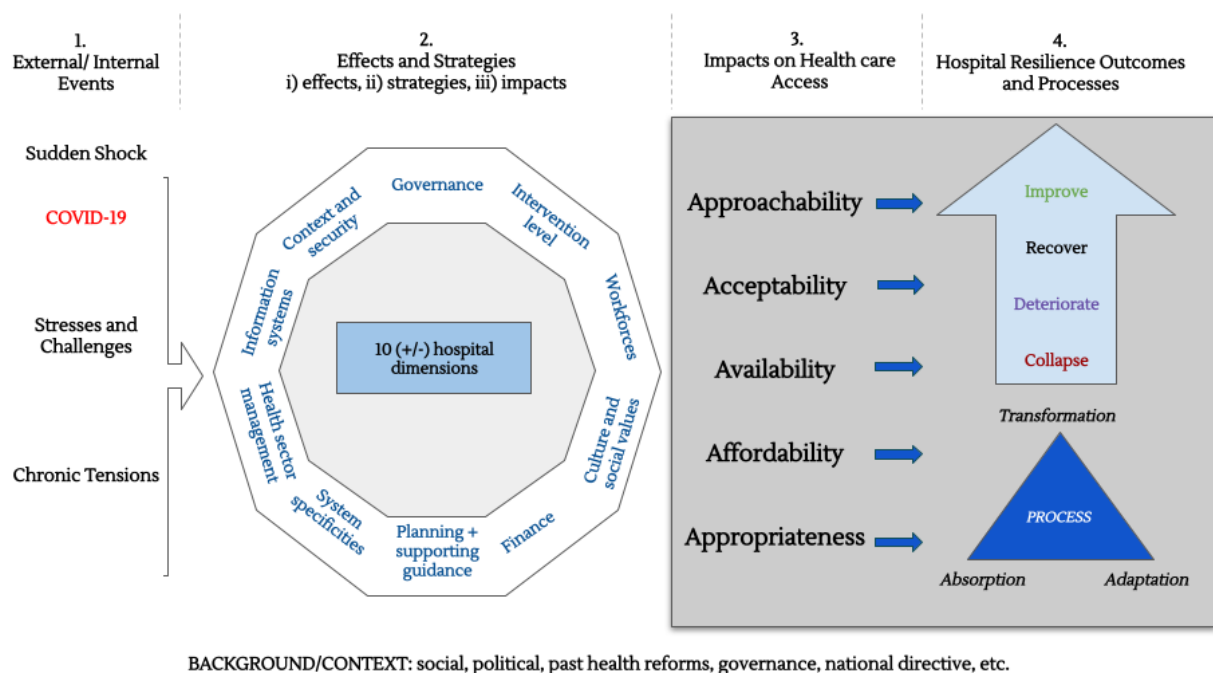 1.
External/ Internal
Events
2.
Effects and Strategies
i) effects, ii) strategies, iii) impacts
3.
Impacts on Health care
Access
4.
Hospital Resilience Outcomes
and Processes
Sudden Shock
COVID-19
Stresses and
Challenges
Chronic Tensions
Governance
Intervention
level
Workforces
Culture and
social values
Finance
Planning +
supporting
guidance
System
specificities
Health sector
management
Information
systems
Context and
security
10 (+/-) hospital
dimensions
Approachability
Acceptability
Availability
Affordability
Appropriateness
Improve
Recover
Deteriorate
Collapse
Transformation
PROCESS
Absorption
Adaptation
BACKGROUND/CONTEXT: social, political, past health reforms, governance, national directive, etc.